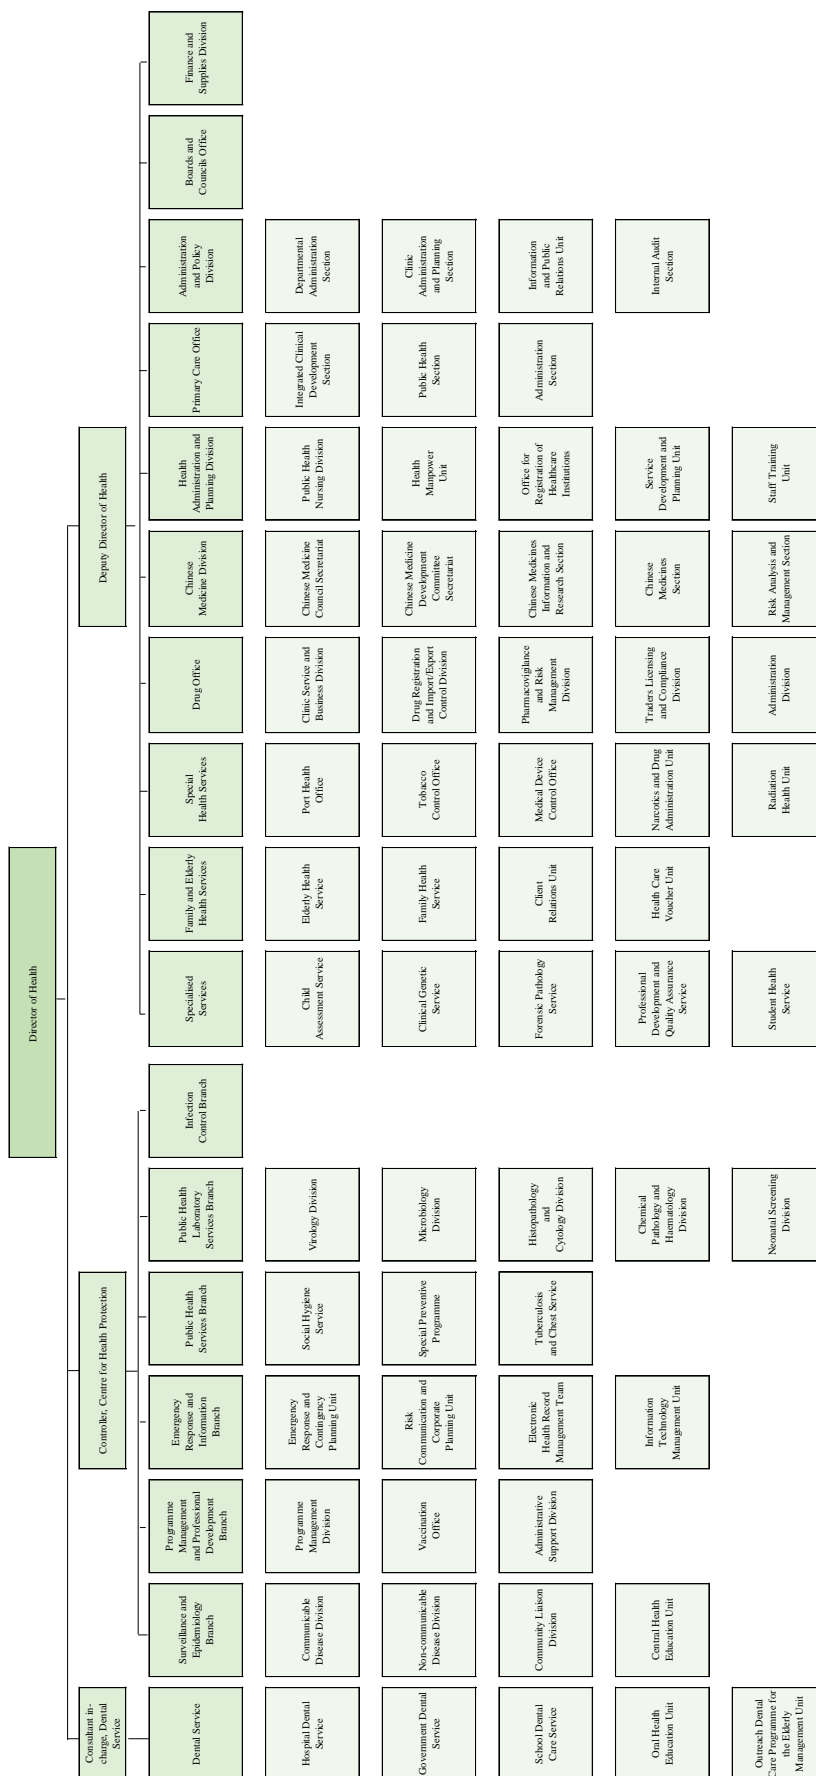 Director of Health
Consultant in-
charge, Dental
Service
Controller, Centre for Health Protection
Deputy Director of Health
Dental Service
Surveillance and
Epidemiology
Branch
Programme
Management
and Professional
Development
Branch
Emergency
Response and
Information
Branch
Public Health
Services Branch
Public Health
Laboratory
Services Branch
Infection
Control Branch
Specialised
Services
Family and Elderly
Health Services
Special
Health Services
Drug Office
Chinese
Medicine Division
Health
Administration and
Planning Division
Primary Care Office
Administration
and Policy
Division
Boards and
Councils Office
Finance and
Supplies Division
Hospital Dental
Service
Communicable
Disease Division
Programme
Management
Division
Emergency
Response and
Contingency
Planning Unit
Social Hygiene
Service
Virology Division
Child
Assessment Service
Elderly Health
Service
Port Health
Office
Clinic Service and
Business Division
Chinese Medicine
Council Secretariat
Public Health
Nursing Division
Integrated Clinical
Development
Section
Departmental
Administration
Section
Government Dental
Service
Non-communicable
Disease Division
Vaccination
Office
Risk
Communication and
Corporate
Planning Unit
Special Preventive
Programme
Microbiology
Division
Clinical Genetic
Service
Family Health
Service
Tobacco
Control Office
Drug Registration
and Import/Export
Control Division
Chinese Medicine
Development
Committee
Secretariat
Health
Manpower
Unit
Public Health
Section
Clinic
Administration
and Planning
Section
School Dental
Care Service
Community Liaison
Division
Administrative
Support Division
Electronic
Health Record
Management Team
Tuberculosis
and Chest Service
Histopathology
and
Cytology Division
Forensic Pathology
Service
Client
Relations Unit
Medical Device
Control Office
Pharmacovigilance
and Risk
Management
Division
Chinese Medicines
Information and
Research Section
Office for
Registration of
Healthcare
Institutions
Administration
Section
Information
and Public
Relations Unit
Oral Health
Education Unit
Central Health
Education Unit
Information
Technology
Management Unit
Chemical
Pathology and
Haematology
Division
Professional
Development and
Quality Assurance
Service
Health Care
Voucher Unit
Narcotics and Drug
Administration Unit
Traders Licensing
and Compliance
Division
Chinese
Medicines
Section
Service
Development and
Planning Unit
Internal Audit
Section
Outreach Dental
Care Programme for
the Elderly
Management Unit
Neonatal Screening
Division
Student Health
Service
Radiation
Health Unit
Administration
Division
Risk Analysis and
Management Section
Staff Training
Unit